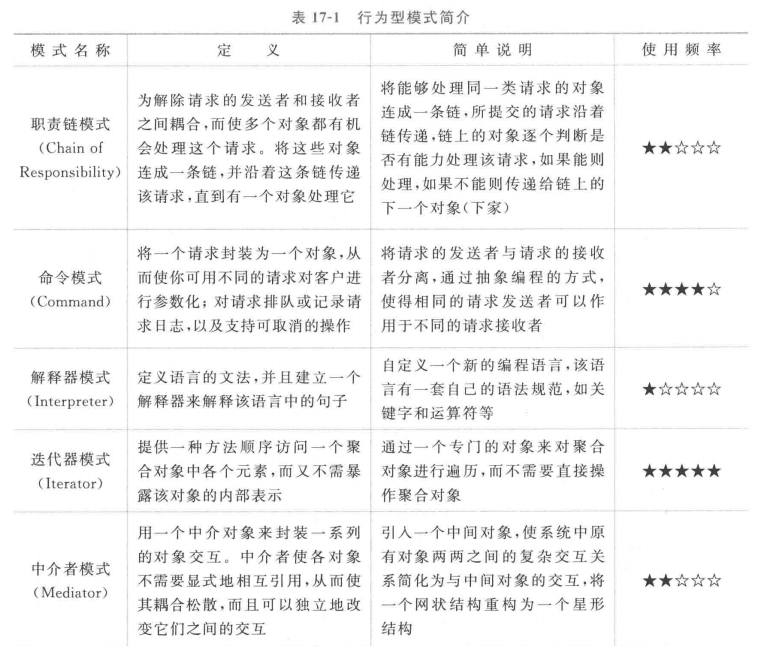 表 17-1 行为型模式简介
模式名称 定 义 简单说明 使用频率
职责链模式
(Chain of
Responsibility)
为解除请求的发送者和接收者
之间耦合,而使多个对象都有机
会处理这个请求。将这些对象
连成一条链,并沿着这条链传递
该请求,直到有一个对象处理它
将能够处理同一类请求的对象
连成一条链,所提交的请求沿着
链传递,链上的对象逐个判断是
否有能力处理该请求,如果能则
处理,如果不能则传递给链上的
下一个对象(下家)
★★☆☆☆
命令模式
(Command)
将一个请求封装为一个对象,从
而使你可用不同的请求对客户进
行参数化;对请求排队或记录请
求日志,以及支持可取消的操作
将请求的发送者与请求的接收
者分离,通过抽象编程的方式,
使得相同的请求发送者可以作
用于不同的请求接收者
★★★★☆
解释器模式
(Interpreter)
定义语言的文法,并且建立一个
解释器来解释该语言中的句子
自定义一个新的编程语言,该语
言有一套自己的语法规范,如关
键字和运算符等
★☆☆☆☆
迭代器模式
(Iterator)
提供一种方法顺序访问一个聚
合对象中各个元素,而又不需暴
露该对象的内部表示
通过一个专门的对象来对聚合
对象进行遍历,而不需要直接操
作聚合对象
★★★★★
中介者模式
(Mediator)
用一个中介对象来封装一系列
的对象交互。中介者使各对象
不需要显式地相互引用,从而使
其耦合松散,而且可以独立地改
变它们之间的交互
引入一个中间对象,使系统中原
有对象两两之间的复杂交互关
系简化为与中间对象的交互,将
一个网状结构重构为一个星形
结构
★★☆☆☆